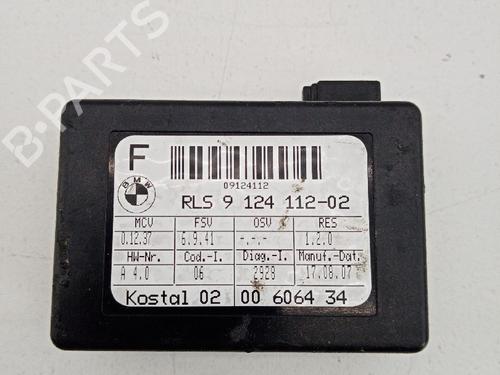 F
09124112
BMW
RLS 9 124 112-02
MCV FSV OSV RES
0.12.37 6.9.41 -.-.- 1.2.0
HW-Nr. Cod.-I. Diag.-I. Manuf.-Dat.
A 4.0 06 2928 17.08.07
Kostal 02 00 6064 34
B-PARTS